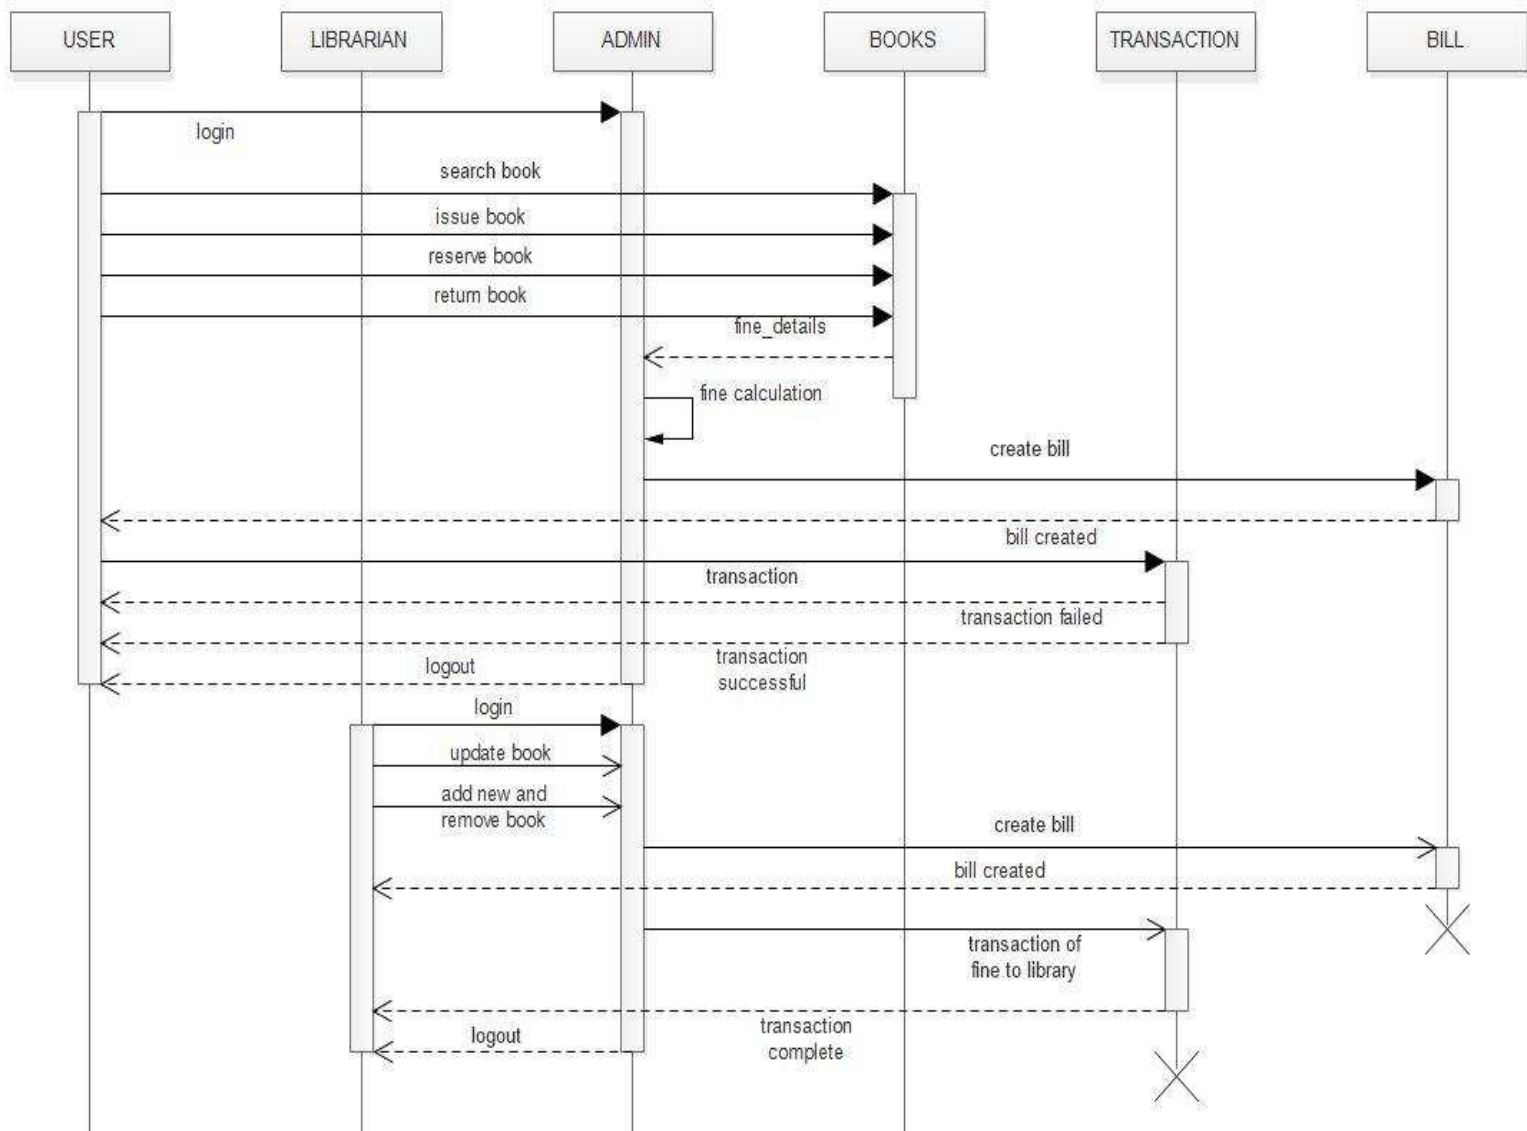 USER
LIBRARIAN
ADMIN
BOOKS
TRANSACTION
BILL
login
search book
issue book
reserve book
return book
fine_details
fine calculation
create bill
bill created
transaction
transaction failed
transaction
successful
logout
login
update book
add new and
remove book
create bill
bill created
transaction of
fine to library
transaction
complete
logout